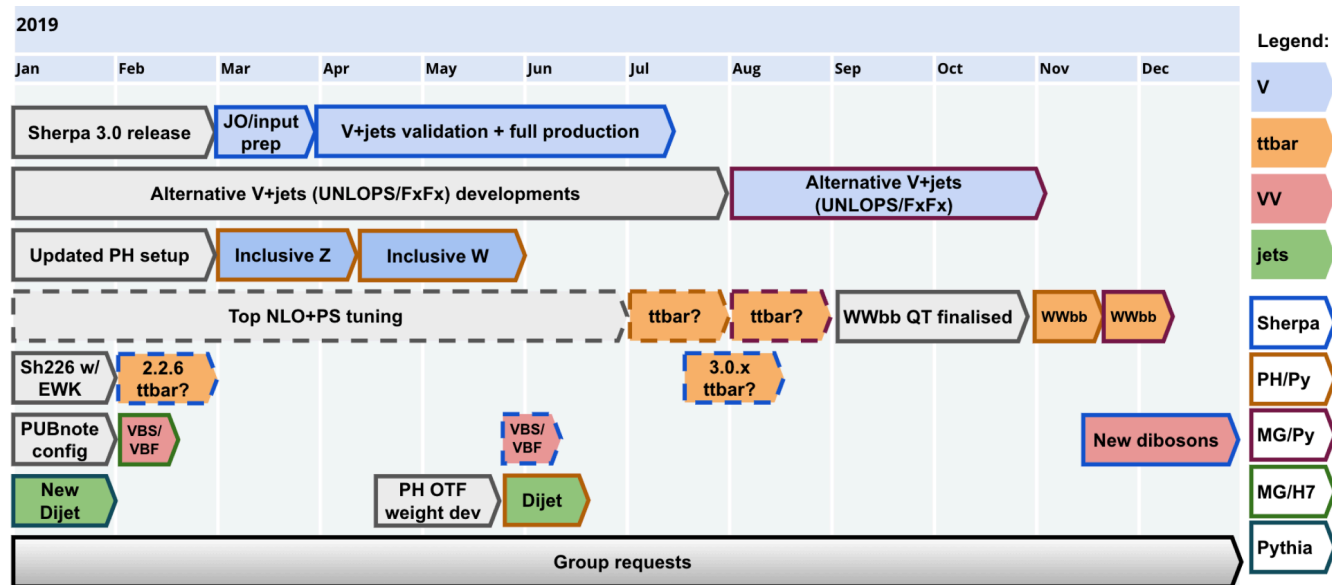 2019
Legend:
Jan Feb Mar Apr May Jun Jul Aug Sep Oct Nov Dec
V
ttbar
VV
jets
Sherpa
PH/Py
MG/Py
MG/H7
Pythia
Sherpa 3.0 release
JO/input
prep
V+jets validation + full production
Alternative V+jets (UNLOPS/FxFx) developments
Alternative V+jets
(UNLOPS/FxFx)
Updated PH setup
Inclusive Z
Inclusive W
Top NLO+PS tuning
ttbar?
ttbar?
WWbb QT finalised
WWbb
WWbb
Sh226 w/
EWK
2.2.6
ttbar?
3.0.x
ttbar?
PUBnote
config
VBS/
VBF
VBS/
VBF
New dibosons
New
Dijet
PH OTF
weight dev
Dijet
Group requests